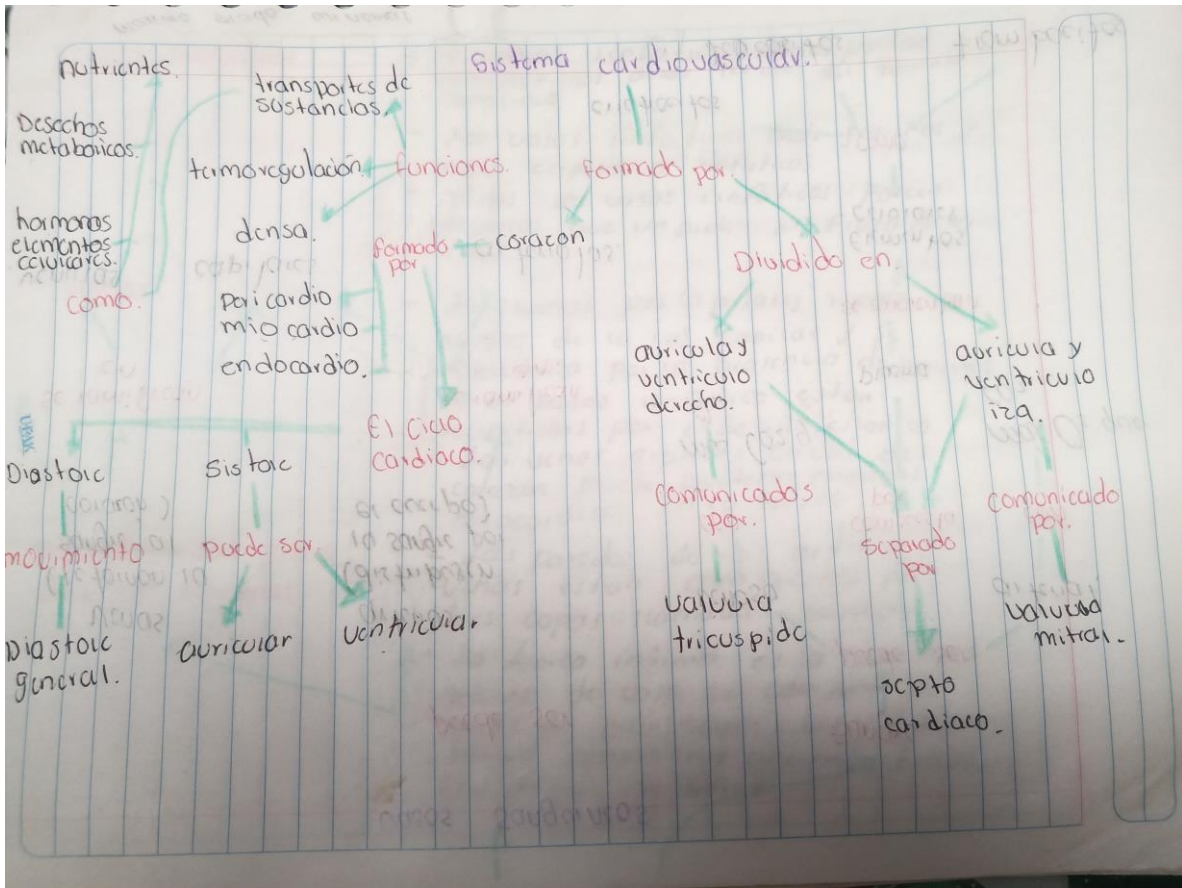 Sistema cardiovascular.
nutrientes.
transportes de
sustancias.
Desechos
metabolicos.
termoregulación.
funciones.
formado por.
hormonas
elementos
celulares.
densa.
formado
por
corazon
Dividido en.
como.
pericardio
miocardio
endocardio.
auricula y
ventriculo
derecho.
auricula y
ventriculo
izq.
El ciclo
cardiaco.
Diastole
sistole
comunicados
por.
separado
por
comunicado
por.
movimiento
puede ser.
valvula
tricuspide
valvula
mitral.
Diastole
general.
auricular
ventricular.
septo
cardiaco.